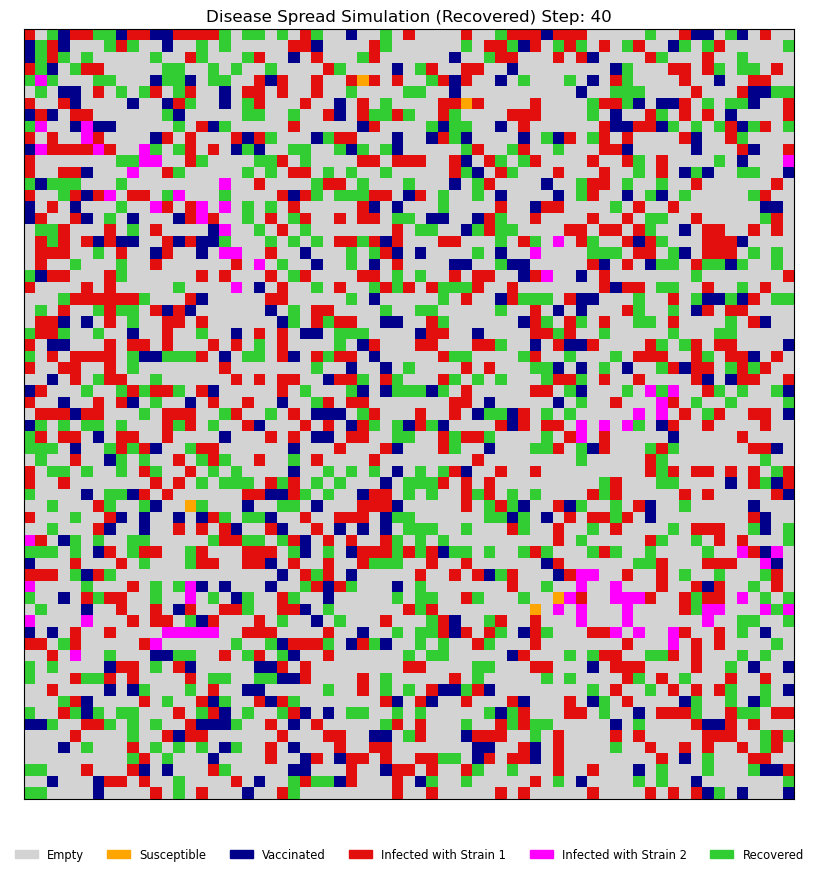 Disease Spread Simulation (Recovered) Step: 40
Empty Susceptible Vaccinated Infected with Strain 1 Infected with Strain 2 Recovered